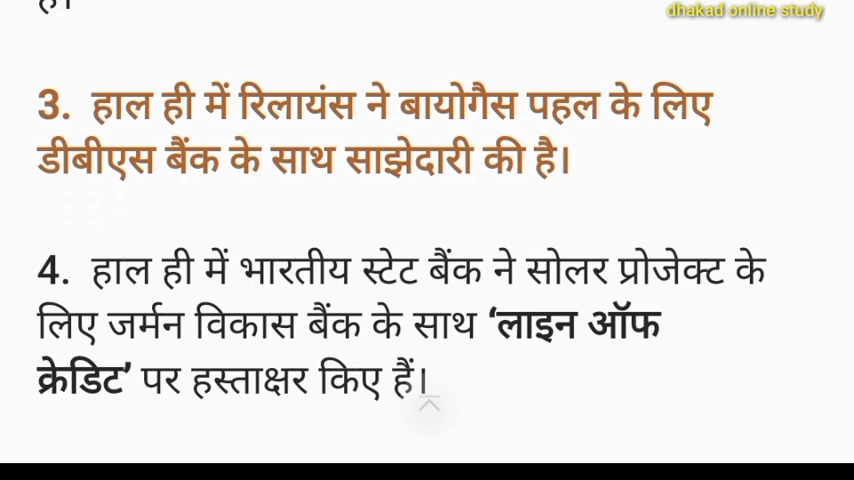 dhakad online study
3. हाल ही में रिलायंस ने बायोगैस पहल के लिए
डीबीएस बैंक के साथ साझेदारी की है।
4. हाल ही में भारतीय स्टेट बैंक ने सोलर प्रोजेक्ट के
लिए जर्मन विकास बैंक के साथ ‘लाइन ऑफ
क्रेडिट’ पर हस्ताक्षर किए हैं।